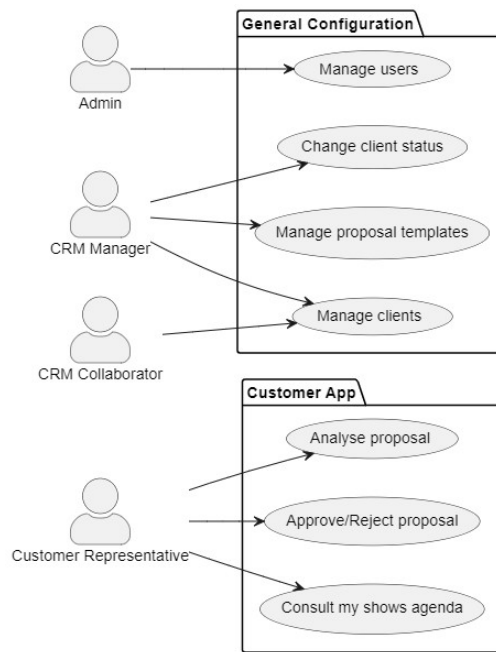 General Configuration
Admin
Manage users
Change client status
CRM Manager
Manage proposal templates
Manage clients
CRM Collaborator
Customer App
Analyse proposal
Customer Representative
Approve/Reject proposal
Consult my shows agenda